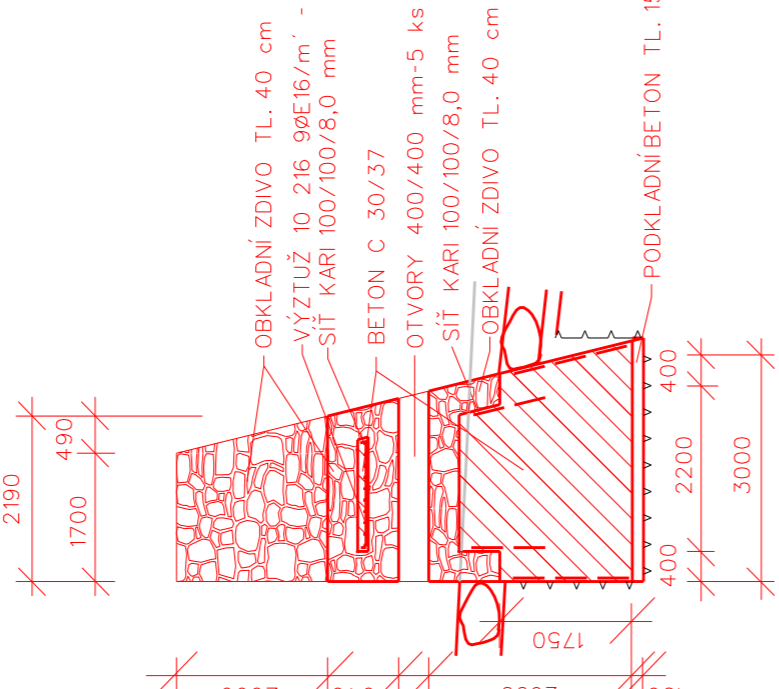 OBKLADNÍ ZDIVO TL. 40 cm
VÝZTUŽ 10 216 9ØE16/m´ -
SÍŤ KARI 100/100/8,0 mm
BETON C 30/37
OTVORY 400/400 mm-5 ks
SÍŤ KARI 100/100/8,0 mm
OBKLADNÍ ZDIVO TL. 40 cm
PODKLADNÍ BETON TL.
2190
490
1700
400
2200
400
3000
1750